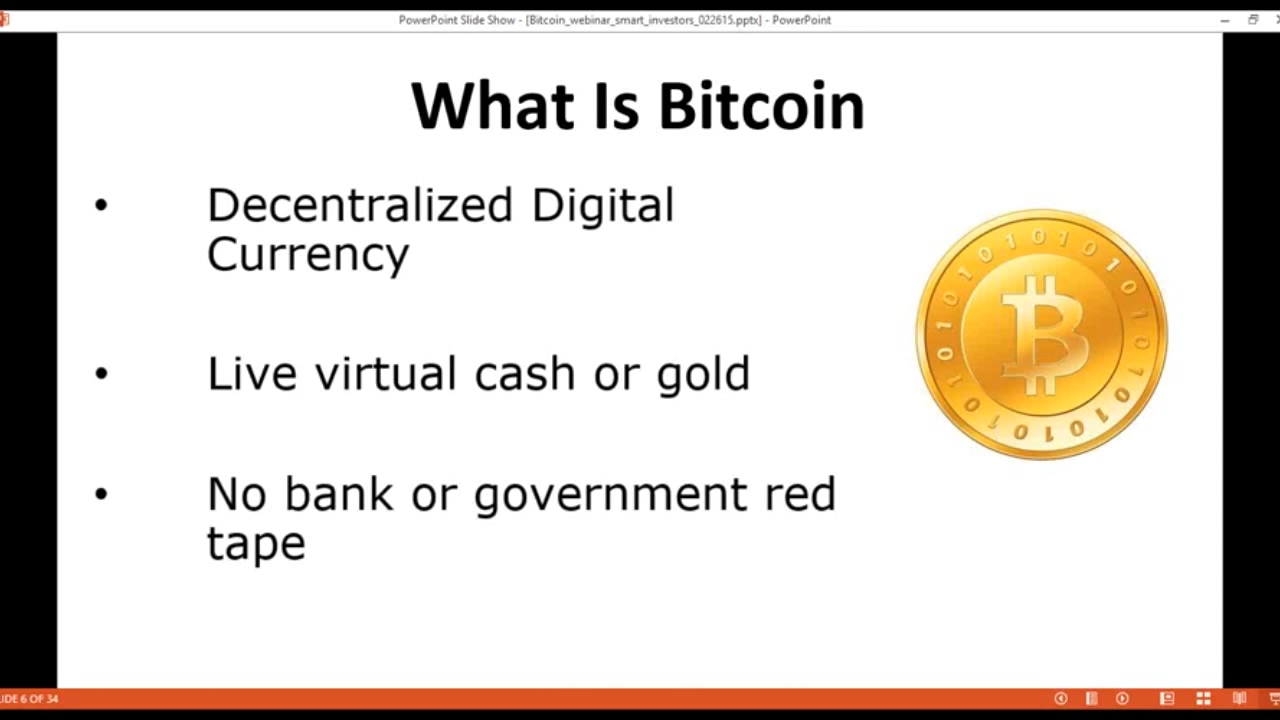 PowerPoint Slide Show - [Bitcoin_webinar_smart_investors_022615.pptx] - PowerPoint
What Is Bitcoin
• Decentralized Digital
Currency
• Live virtual cash or gold
• No bank or government red
tape
LIDE 6 OF 34